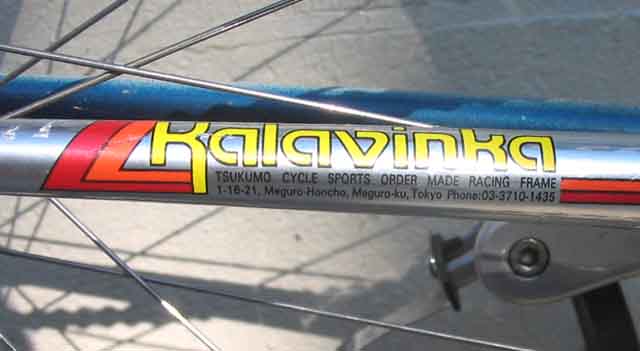 Kalavinka
TSUKUMO CYCLE SPORTS ORDER MADE RACING FRAME
1-16-21, Meguro-Honcho, Meguro-ku, Tokyo Phone:03-3710-1435